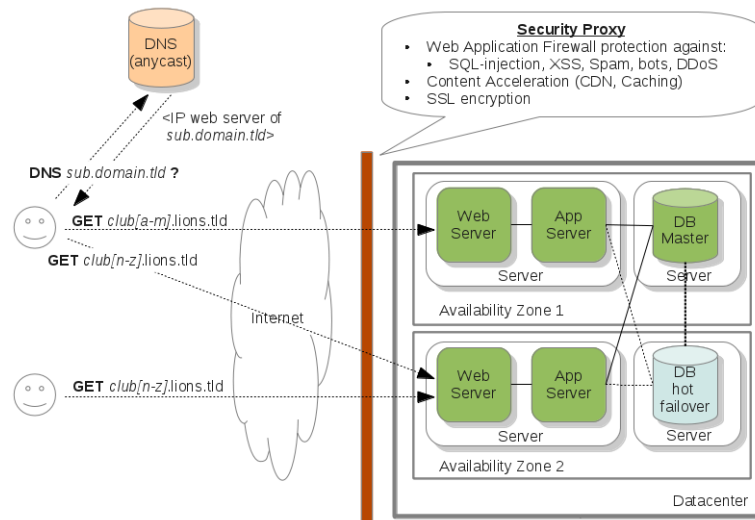 DNS
(anycast)
<IP web server of
sub.domain.tld>
DNS sub.domain.tld ?
Security Proxy
• Web Application Firewall protection against:
• SQL-injection, XSS, Spam, bots, DDoS
• Content Acceleration (CDN, Caching)
• SSL encryption
GET club[a-m].lions.tld
GET club[n-z].lions.tld
Internet
GET club[n-z].lions.tld
Web
Server
App
Server
Server
DB
Master
Server
Availability Zone 1
Web
Server
App
Server
Server
DB
hot
failover
Server
Availability Zone 2
Datacenter